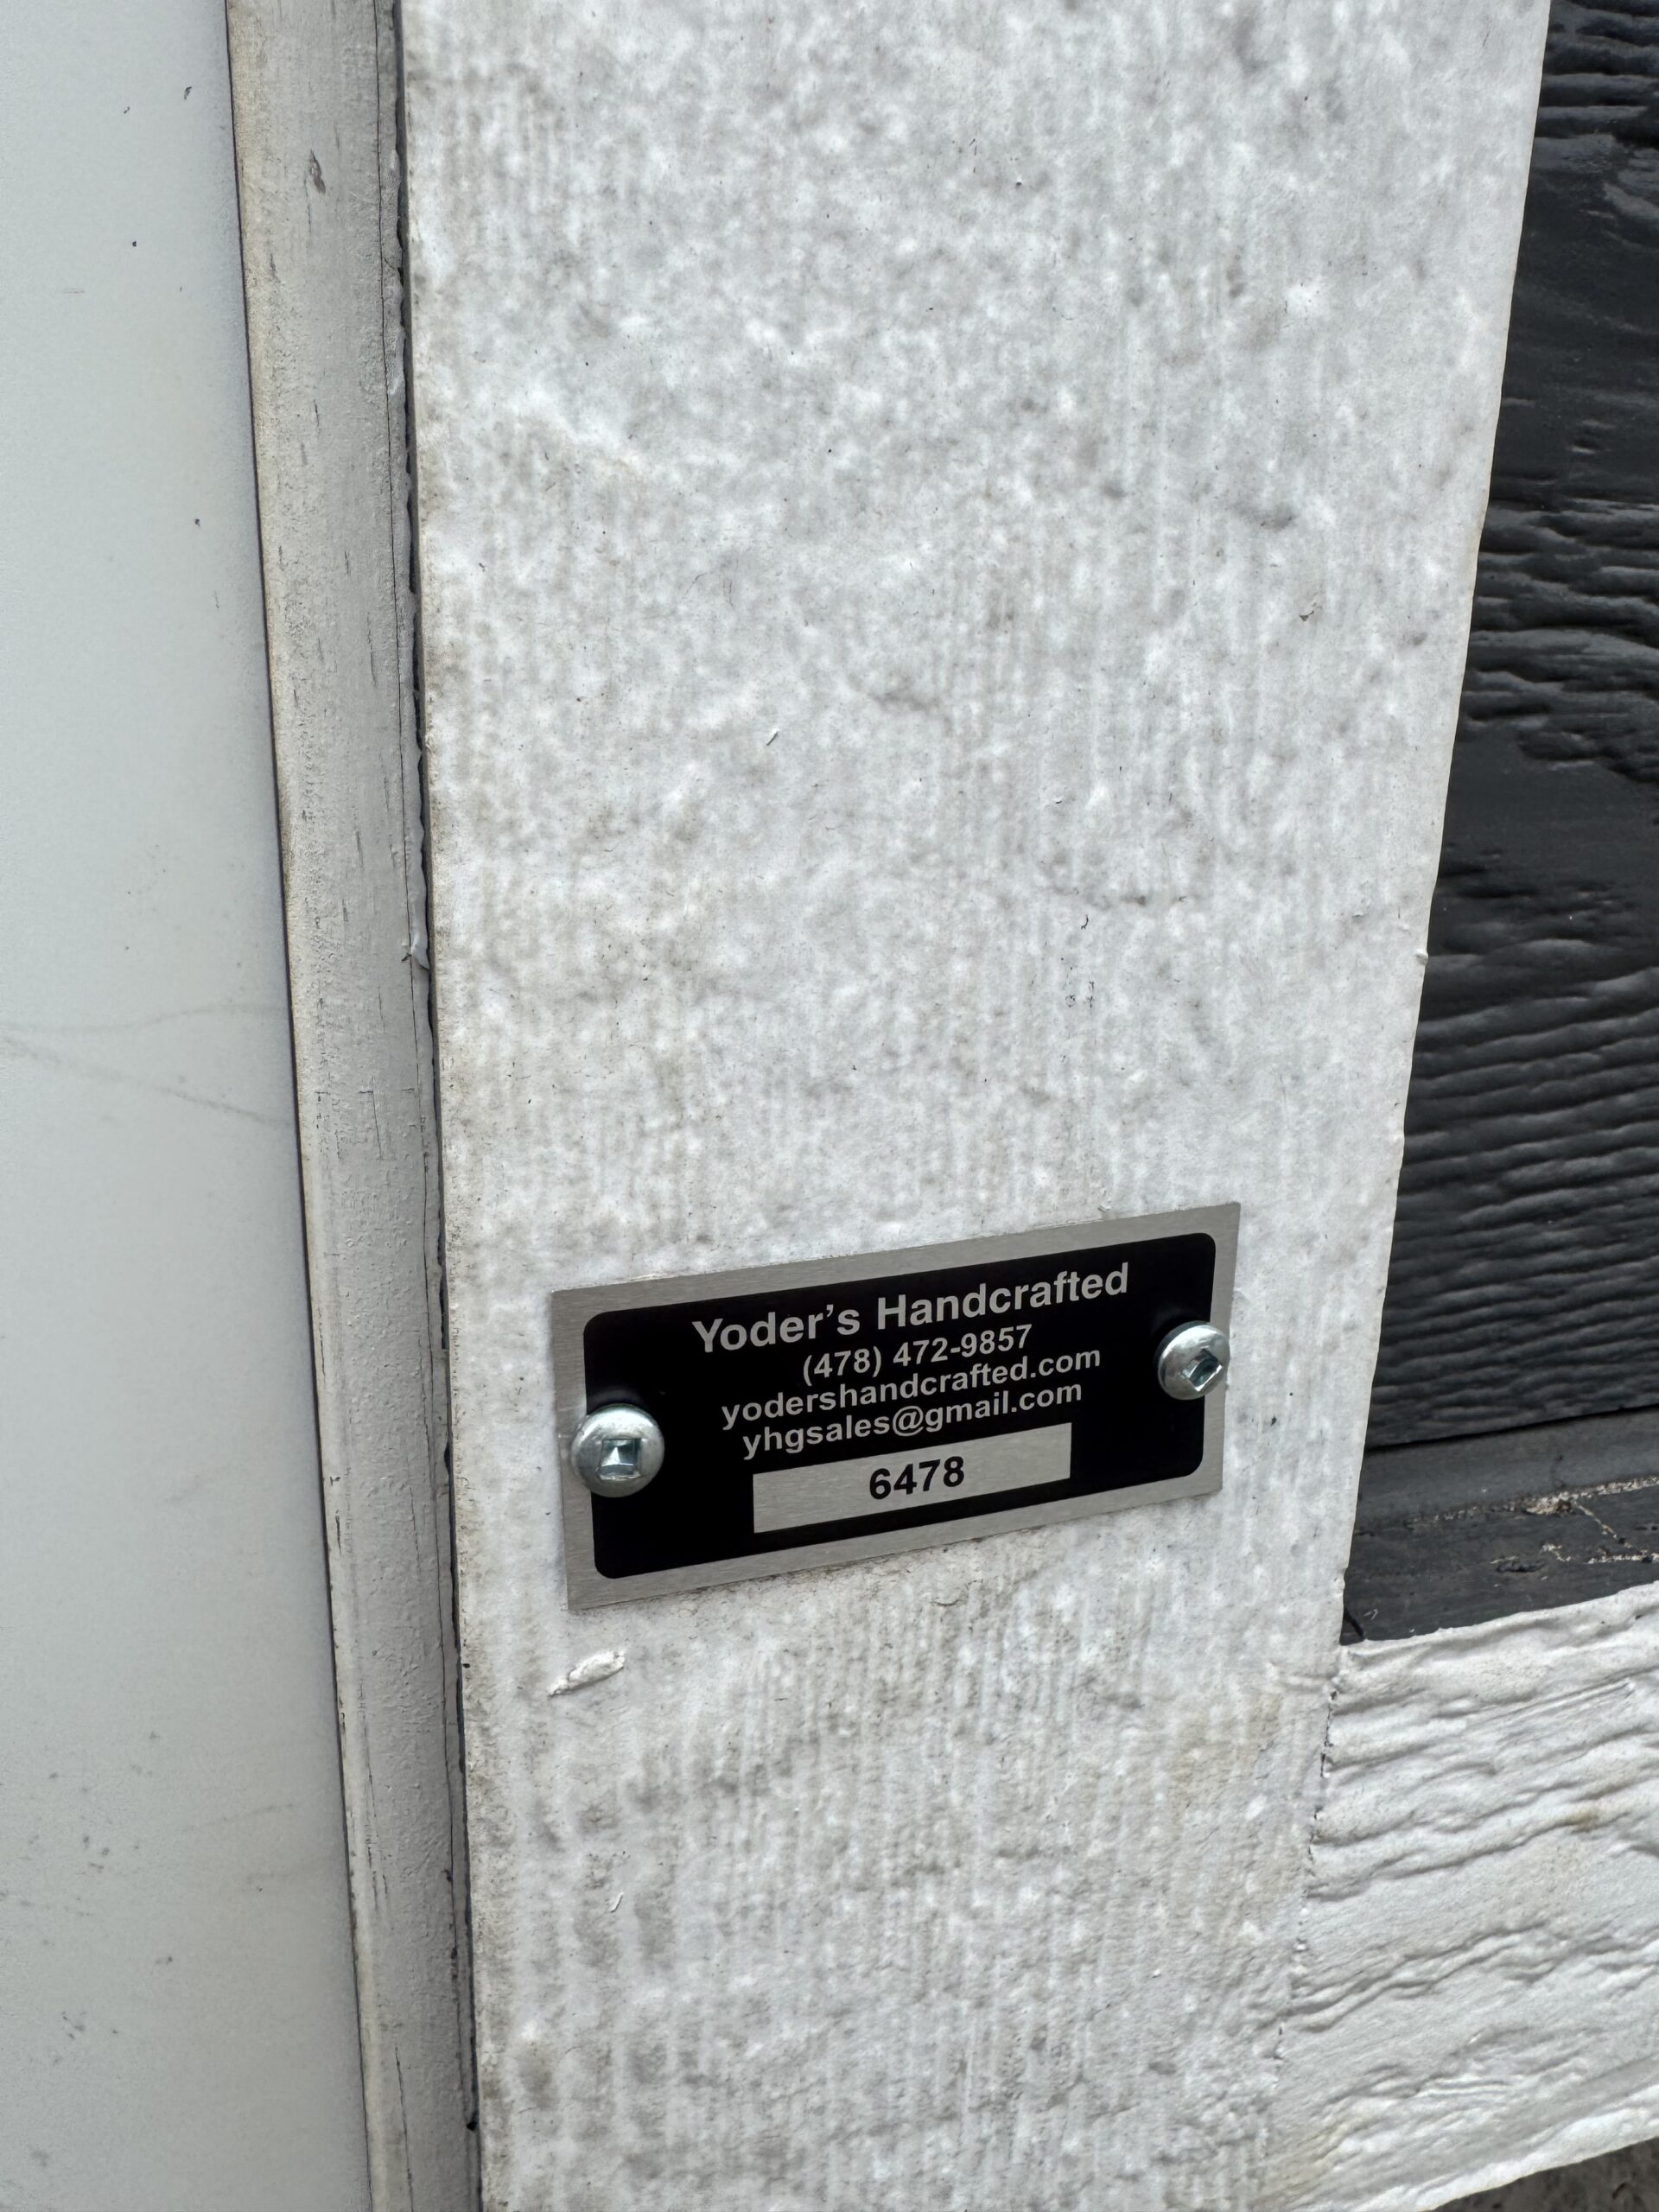 Yoder's Handcrafted
(478) 472-9857
yodershandcrafted.com
yhgsales@gmail.com
6478